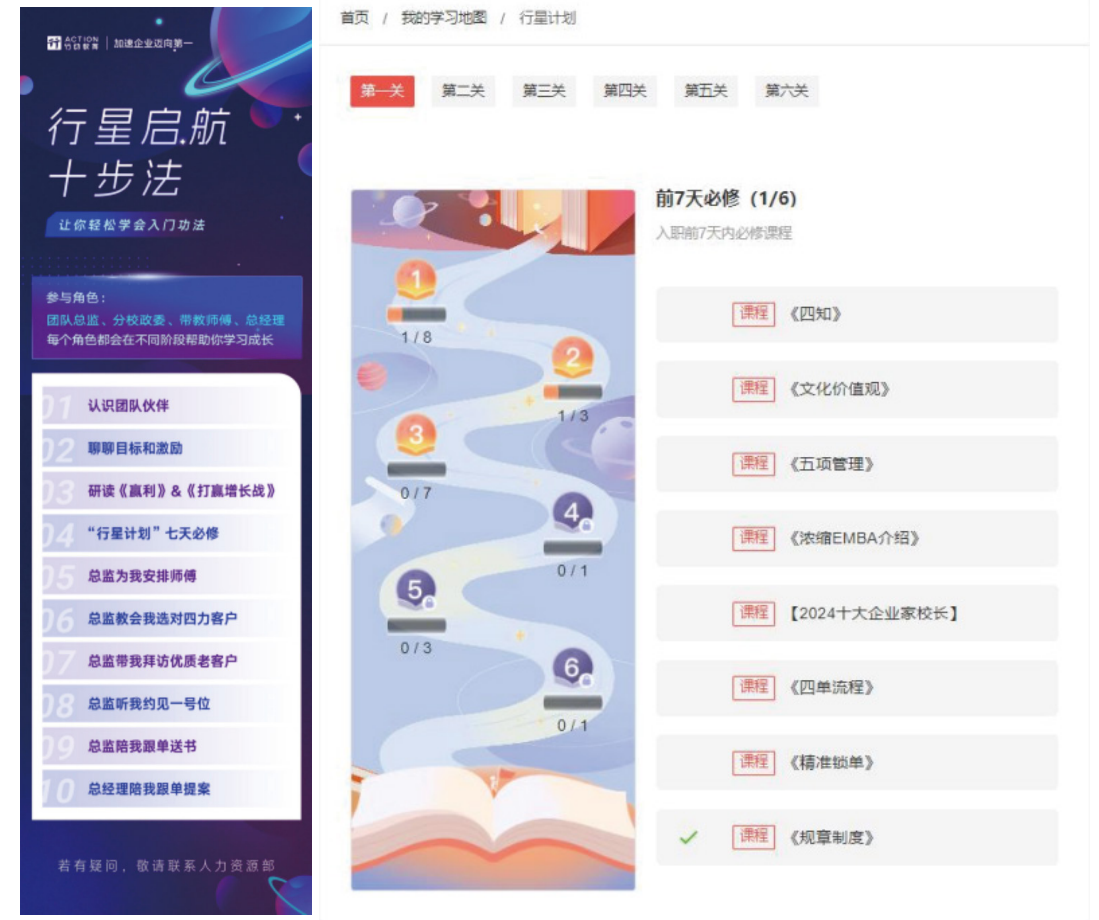 行 ACTION 行动教育 | 加速企业迈向第一
行星启航
十步法
让你轻松学会入门功法
参与角色：
团队总监、分校政委、带教师傅、总经理
每个角色都会在不同阶段帮助你学习成长
01 认识团队伙伴
02 聊聊目标和激励
03 研读《赢利》&《打赢增长战》
04 “行星计划”七天必修
05 总监为我安排师傅
06 总监教会我选对四力客户
07 总监带我拜访优质老客户
08 总监听我约见一号位
09 总监陪我跟单送书
10 总经理陪我跟单提案
若有疑问，敬请联系人力资源部
首页 / 我的学习地图 / 行星计划
第一关 第二关 第三关 第四关 第五关 第六关
1
1 / 8
2
1 / 3
3
0 / 7
4
0 / 1
5
0 / 3
6
0 / 1
前7天必修（1/6）
入职前7天内必修课程
课程 《四知》
课程 《文化价值观》
课程 《五项管理》
课程 《浓缩EMBA介绍》
课程 【2024十大企业家校长】
课程 《四单流程》
课程 《精准锁单》
课程 《规章制度》